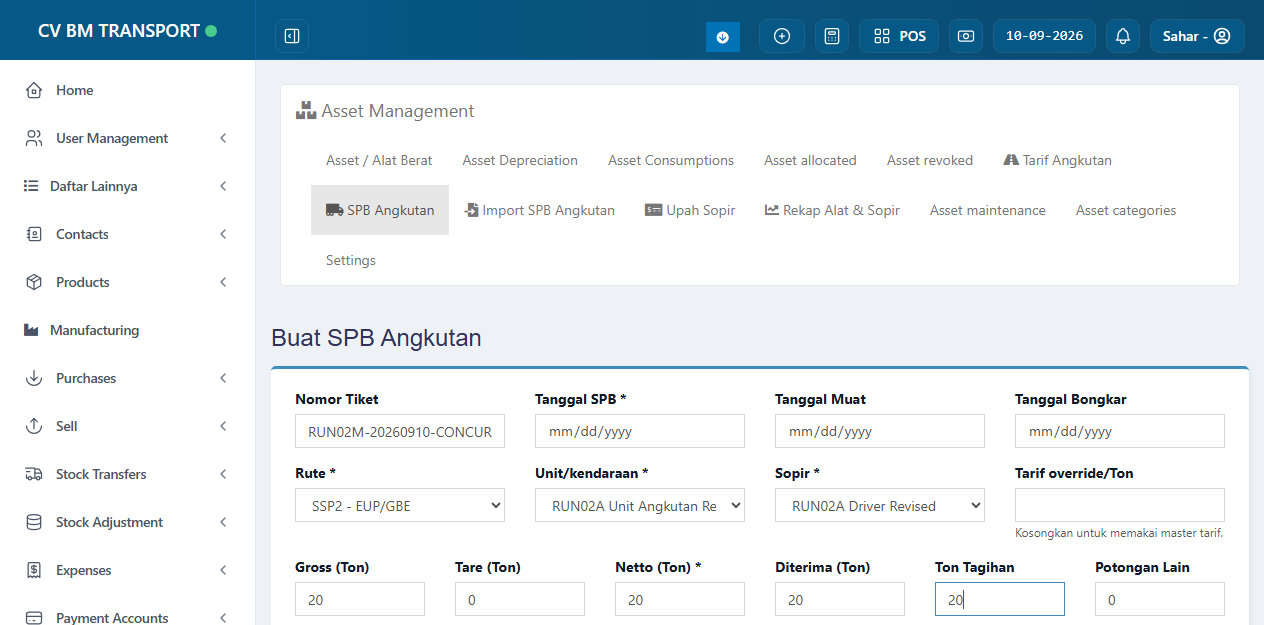 CV BM TRANSPORT
POS
10-09-2026
Sahar -
Home
User Management
Daftar Lainnya
Contacts
Products
Manufacturing
Purchases
Sell
Stock Transfers
Stock Adjustment
Expenses
Payment Accounts
Asset Management
Asset / Alat Berat
Asset Depreciation
Asset Consumptions
Asset allocated
Asset revoked
Tarif Angkutan
SPB Angkutan
Import SPB Angkutan
Upah Sopir
Rekap Alat & Sopir
Asset maintenance
Asset categories
Settings
Buat SPB Angkutan
Nomor Tiket
Tanggal SPB *
Tanggal Muat
Tanggal Bongkar
RUN02M-20260910-CONCUR
mm/dd/yyyy
mm/dd/yyyy
mm/dd/yyyy
Rute *
Unit/kendaraan *
Sopir *
Tarif override/Ton
SSP2 - EUP/GBE
RUN02A Unit Angkutan Re
RUN02A Driver Revised
Kosongkan untuk memakai master tarif.
Gross (Ton)
Tare (Ton)
Netto (Ton) *
Diterima (Ton)
Ton Tagihan
Potongan Lain
20
0
20
20
20
0